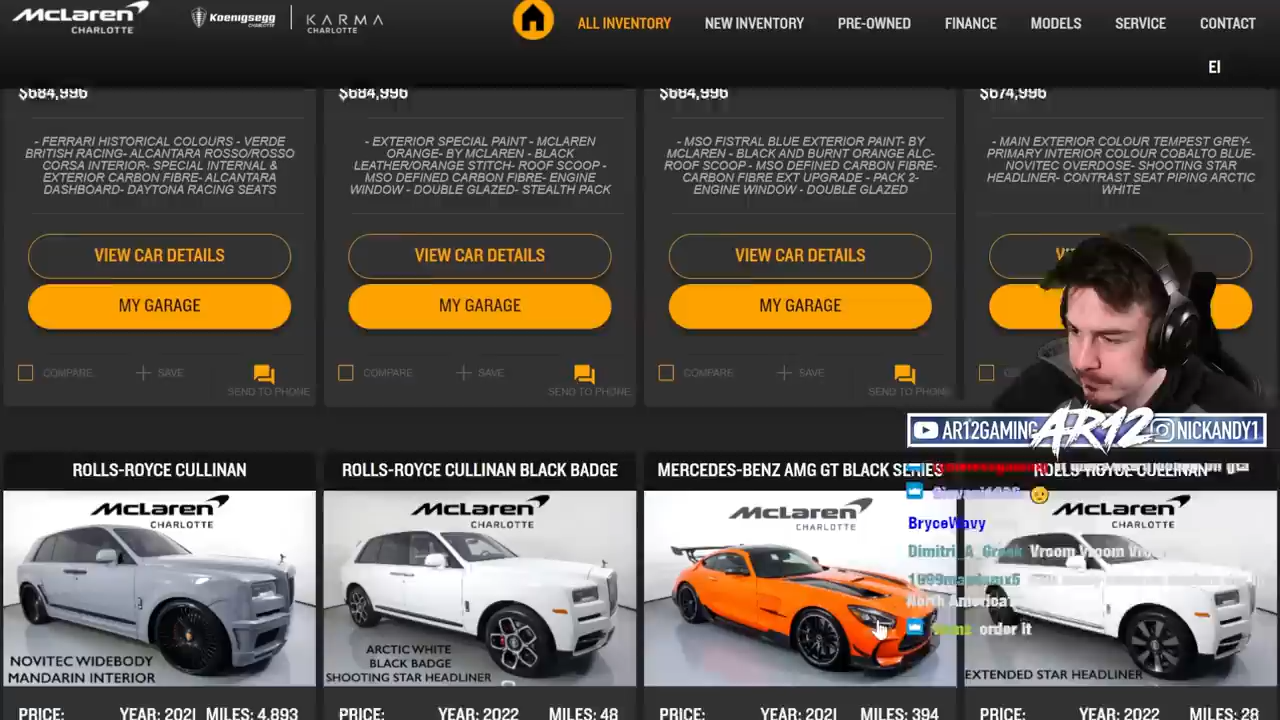 McLaren
CHARLOTTE
Koenigsegg
CHARLOTTE
KARMA
CHARLOTTE
ALL INVENTORY
NEW INVENTORY
PRE-OWNED
FINANCE
MODELS
SERVICE
CONTACT
EI
$684,996
$684,996
$684,996
$674,996
- FERRARI HISTORICAL COLOURS - VERDE
BRITISH RACING- ALCANTARA ROSSO/ROSSO
CORSA INTERIOR- SPECIAL INTERNAL &
EXTERIOR CARBON FIBRE- ALCANTARA
DASHBOARD- DAYTONA RACING SEATS
- EXTERIOR SPECIAL PAINT - MCLAREN
ORANGE- BY MCLAREN - BLACK
LEATHER/ORANGE STITCH- ROOF SCOOP -
MSO DEFINED CARBON FIBRE- ENGINE
WINDOW - DOUBLE GLAZED- STEALTH PACK
- MSO FISTRAL BLUE EXTERIOR PAINT- BY
MCLAREN - BLACK AND BURNT ORANGE ALC-
ROOF SCOOP - MSO DEFINED CARBON FIBRE-
CARBON FIBRE EXT UPGRADE - PACK 2-
ENGINE WINDOW - DOUBLE GLAZED
- MAIN EXTERIOR COLOUR TEMPEST GREY-
PRIMARY INTERIOR COLOUR COBALTO BLUE-
NOVITEC OVERDOSE- SHOOTING STAR
HEADLINER- CONTRAST SEAT PIPING ARCTIC
WHITE
VIEW CAR DETAILS
VIEW CAR DETAILS
VIEW CAR DETAILS
MY GARAGE
MY GARAGE
MY GARAGE
COMPARE
SAVE
SEND TO PHONE
COMPARE
SAVE
SEND TO PHONE
COMPARE
SAVE
SEND TO PHONE
AR12GAMING
AR12
NICKANDY1
ROLLS-ROYCE CULLINAN
ROLLS-ROYCE CULLINAN BLACK BADGE
MERCEDES-BENZ AMG GT BLACK SERIES
ROLLS-ROYCE CULLINAN
McLaren
CHARLOTTE
McLaren
CHARLOTTE
McLaren
CHARLOTTE
McLaren
CHARLOTTE
BryceWavy
Dimitri_A_Greek Vroom Vroom
North America
order it
NOVITEC WIDEBODY
MANDARIN INTERIOR
ARCTIC WHITE
BLACK BADGE
SHOOTING STAR HEADLINER
EXTENDED STAR HEADLINER
PRICE:
YEAR: 2021
MILES: 4,893
PRICE:
YEAR: 2022
MILES: 48
PRICE:
YEAR: 2021
MILES: 394
PRICE:
YEAR: 2022
MILES: 28